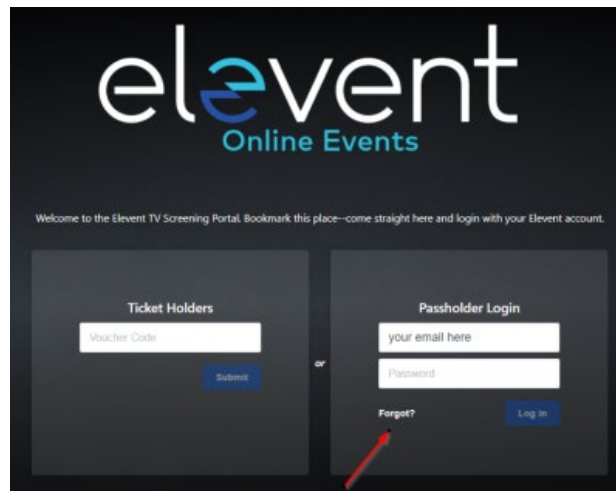 elevent
Online Events
Welcome to the Elevent TV Screening Portal. Bookmark this place--come straight here and login with your Elevent account.
Ticket Holders
Voucher Code
Submit
or
Passholder Login
your email here
Password
Forgot?
Log in